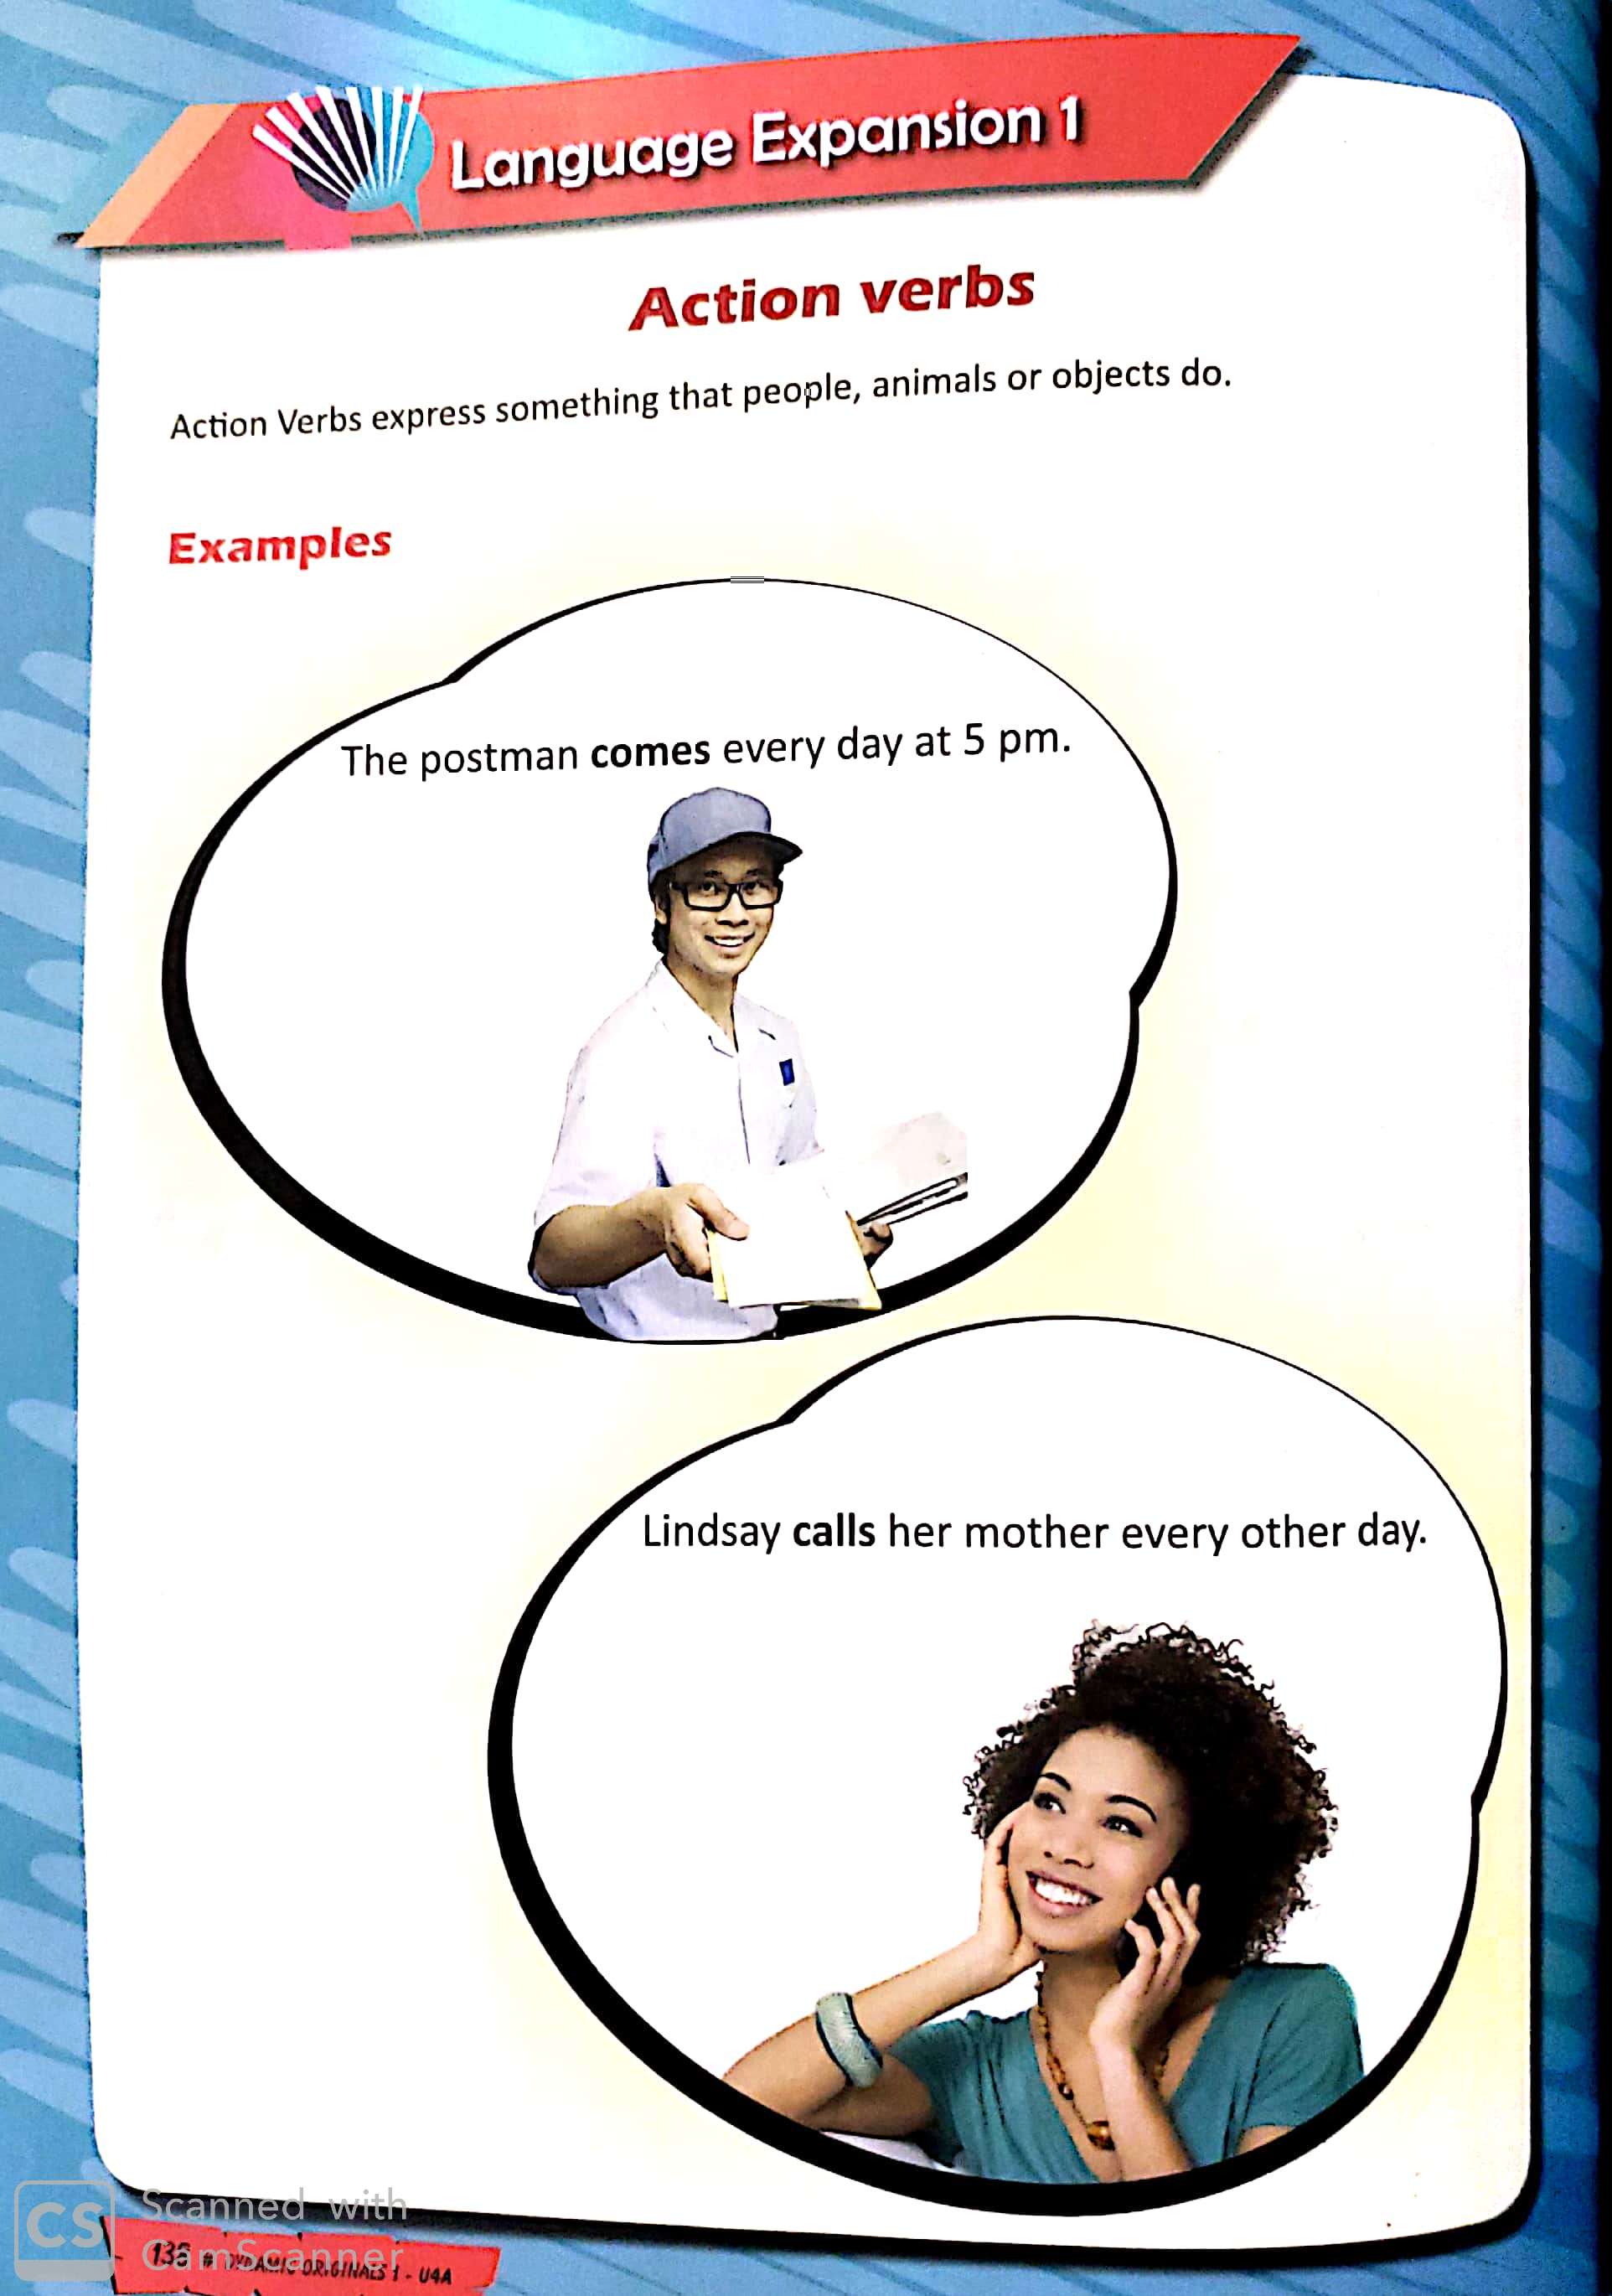 Language Expansion 1
Action verbs
Action Verbs express something that people, animals or objects do.
Examples
The postman comes every day at 5 pm.
Lindsay calls her mother every other day.
CS Scanned with
CamScanner
ORIGINALS 1 - U4A